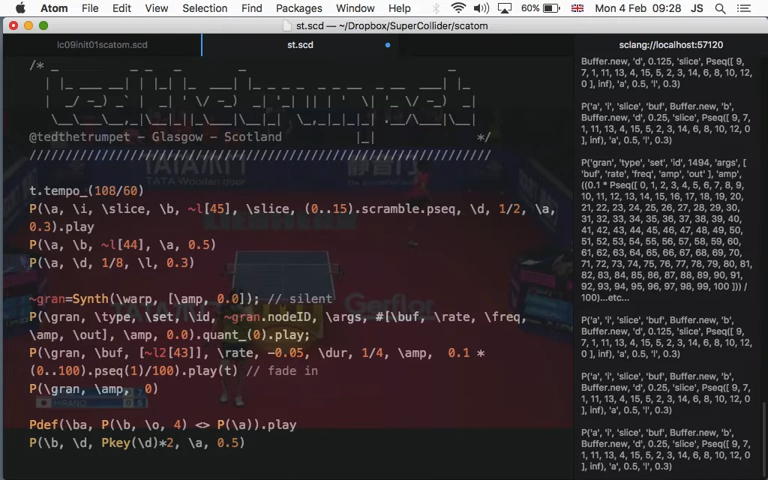 Atom File Edit View Selection Find Packages Window Help 60% Mon 4 Feb 09:28 JS
st.scd — ~/Dropbox/SuperCollider/scatom
lc09init01scatom.scd st.scd sclang://localhost:57120
/*
tedthetrumpet
@tedthetrumpet – Glasgow – Scotland |_| */
////////////////////////////////////////////////////////////////
t.tempo_(108/60)
P(\a, \i, \slice, \b, ~l[45], \slice, (0..15).scramble.pseq, \d, 1/2, \a,
0.3).play
P(\a, \b, ~l[44], \a, 0.5)
P(\a, \d, 1/8, \l, 0.3)
~gran=Synth(\warp, [\amp, 0.0]); // silent
P(\gran, \type, \set, \id, ~gran.nodeID, \args, #[\buf, \rate, \freq,
\amp, \out], \amp, 0.0).quant_(0).play;
P(\gran, \buf, [~l2[43]], \rate, -0.05, \dur, 1/4, \amp, 0.1 *
(0..100).pseq(1)/100).play(t) // fade in
P(\gran, \amp, 0)
HIRANO
Pdef(\ba, P(\b, \o, 4) <> P(\a)).play
P(\b, \d, Pkey(\d)*2, \a, 0.5)
Buffer.new, 'd', 0.125, 'slice', Pseq([ 9,
7, 1, 11, 13, 4, 15, 5, 2, 3, 14, 6, 8, 10, 12,
0 ], inf), 'a', 0.5, 'l', 0.3)
P('a', 'i', 'slice', 'buf', Buffer.new, 'b',
Buffer.new, 'd', 0.25, 'slice', Pseq([ 9, 7,
1, 11, 13, 4, 15, 5, 2, 3, 14, 6, 8, 10, 12, 0
], inf), 'a', 0.5, 'l', 0.3)
P('gran', 'type', 'set', 'id', 1494, 'args', [
'buf', 'rate', 'freq', 'amp', 'out' ], 'amp',
((0.1 * Pseq([ 0, 1, 2, 3, 4, 5, 6, 7, 8, 9,
10, 11, 12, 13, 14, 15, 16, 17, 18, 19, 20,
21, 22, 23, 24, 25, 26, 27, 28, 29, 30,
31, 32, 33, 34, 35, 36, 37, 38, 39, 40,
41, 42, 43, 44, 45, 46, 47, 48, 49, 50,
51, 52, 53, 54, 55, 56, 57, 58, 59, 60,
61, 62, 63, 64, 65, 66, 67, 68, 69, 70,
71, 72, 73, 74, 75, 76, 77, 78, 79, 80, 81,
82, 83, 84, 85, 86, 87, 88, 89, 90, 91,
92, 93, 94, 95, 96, 97, 98, 99, 100 ])) /
100)...etc...
P('a', 'i', 'slice', 'buf', Buffer.new, 'b',
Buffer.new, 'd', 0.125, 'slice', Pseq([ 9,
7, 1, 11, 13, 4, 15, 5, 2, 3, 14, 6, 8, 10, 12,
0 ], inf), 'a', 0.5, 'l', 0.3)
P('a', 'i', 'slice', 'buf', Buffer.new, 'b',
Buffer.new, 'd', 0.25, 'slice', Pseq([ 9, 7,
1, 11, 13, 4, 15, 5, 2, 3, 14, 6, 8, 10, 12, 0
], inf), 'a', 0.5, 'l', 0.3)
P('a', 'i', 'slice', 'buf', Buffer.new, 'b',
Buffer.new, 'd', 0.25, 'slice', Pseq([ 9, 7,
1, 11, 13, 4, 15, 5, 2, 3, 14, 6, 8, 10, 12, 0
], inf), 'a', 0.5, 'l', 0.3)